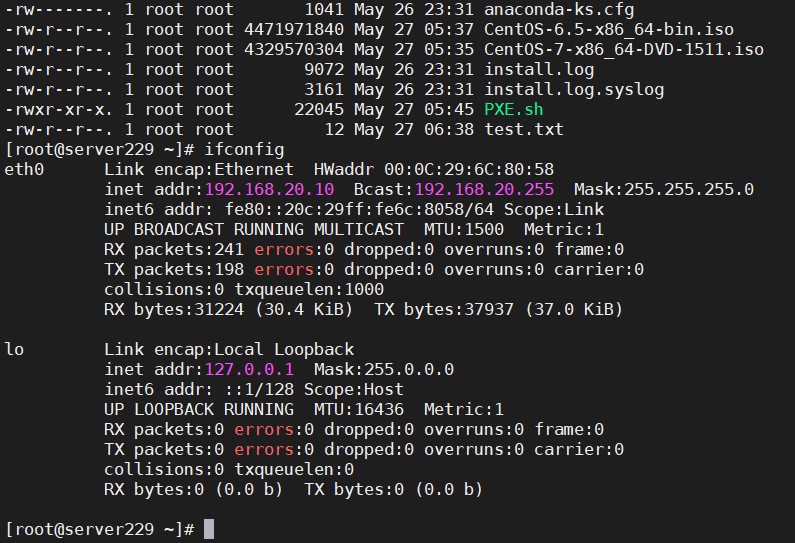 -rw-------. 1 root root       1041 May 26 23:31 anaconda-ks.cfg
-rw-r--r--. 1 root root 4471971840 May 27 05:37 CentOS-6.5-x86_64-bin.iso
-rw-r--r--. 1 root root 4329570304 May 27 05:35 CentOS-7-x86_64-DVD-1511.iso
-rw-r--r--. 1 root root       9072 May 26 23:31 install.log
-rw-r--r--. 1 root root       3161 May 26 23:31 install.log.syslog
-rwxr-xr-x. 1 root root      22045 May 27 05:45 PXE.sh
-rw-r--r--. 1 root root         12 May 27 06:38 test.txt
[root@server229 ~]# ifconfig
eth0      Link encap:Ethernet  HWaddr 00:0C:29:6C:80:58
          inet addr:192.168.20.10  Bcast:192.168.20.255  Mask:255.255.255.0
          inet6 addr: fe80::20c:29ff:fe6c:8058/64 Scope:Link
          UP BROADCAST RUNNING MULTICAST  MTU:1500  Metric:1
          RX packets:241 errors:0 dropped:0 overruns:0 frame:0
          TX packets:198 errors:0 dropped:0 overruns:0 carrier:0
          collisions:0 txqueuelen:1000
          RX bytes:31224 (30.4 KiB)  TX bytes:37937 (37.0 KiB)

lo        Link encap:Local Loopback
          inet addr:127.0.0.1  Mask:255.0.0.0
          inet6 addr: ::1/128 Scope:Host
          UP LOOPBACK RUNNING  MTU:16436  Metric:1
          RX packets:0 errors:0 dropped:0 overruns:0 frame:0
          TX packets:0 errors:0 dropped:0 overruns:0 carrier:0
          collisions:0 txqueuelen:0
          RX bytes:0 (0.0 b)  TX bytes:0 (0.0 b)

[root@server229 ~]#